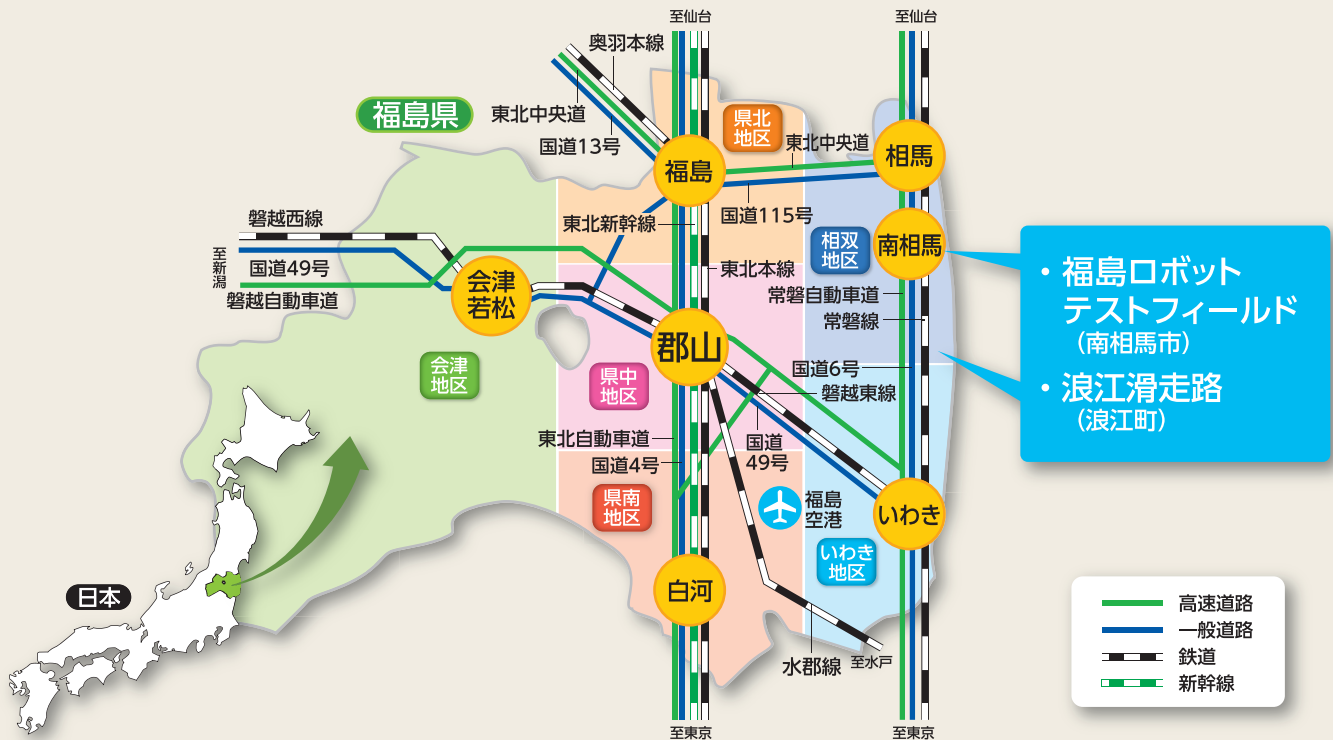 至仙台
至仙台
奥羽本線
福島県
東北中央道
国道13号
県北
地区
東北中央道
福島
相馬
国道115号
磐越西線
東北新幹線
相双
地区
南相馬
至新潟
国道49号
磐越自動車道
会津
若松
東北本線
常磐自動車道
常磐線
・福島ロボット
テストフィールド
（南相馬市）
・浪江滑走路
（浪江町）
郡山
国道6号
磐越東線
会津
地区
県中
地区
東北自動車道
国道4号
国道
49号
県南
地区
福島
空港
いわき
いわき
地区
白河
日本
水郡線
至水戸
高速道路
一般道路
鉄道
新幹線
至東京
至東京